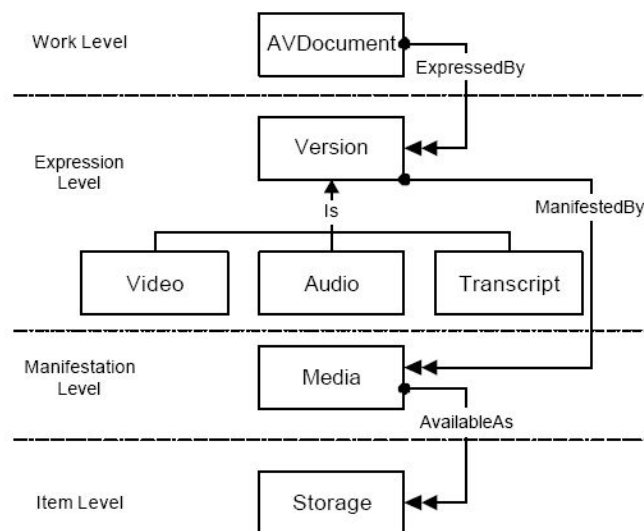 Work Level
AVDocument
ExpressedBy
Expression
Level
Version
Is
ManifestedBy
Video
Audio
Transcript
Manifestation
Level
Media
AvailableAs
Item Level
Storage